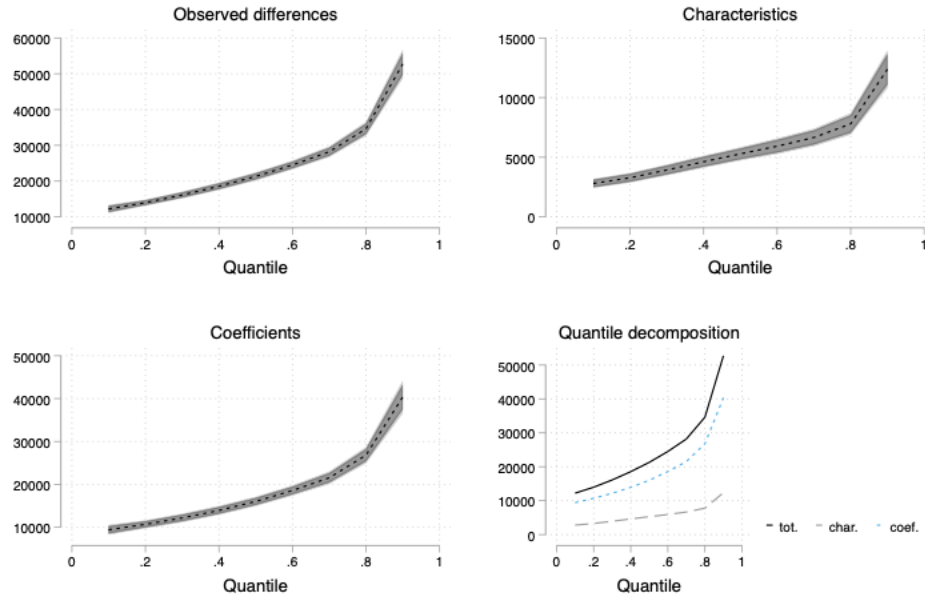 Observed differences
60000
50000
40000
30000
20000
10000
0 .2 .4 .6 .8 1
Quantile
Characteristics
15000
10000
5000
0
0 .2 .4 .6 .8 1
Quantile
Coefficients
50000
40000
30000
20000
10000
0 .2 .4 .6 .8 1
Quantile
Quantile decomposition
50000
40000
30000
20000
10000
0
0 .2 .4 .6 .8 1
Quantile
tot. char. coef.